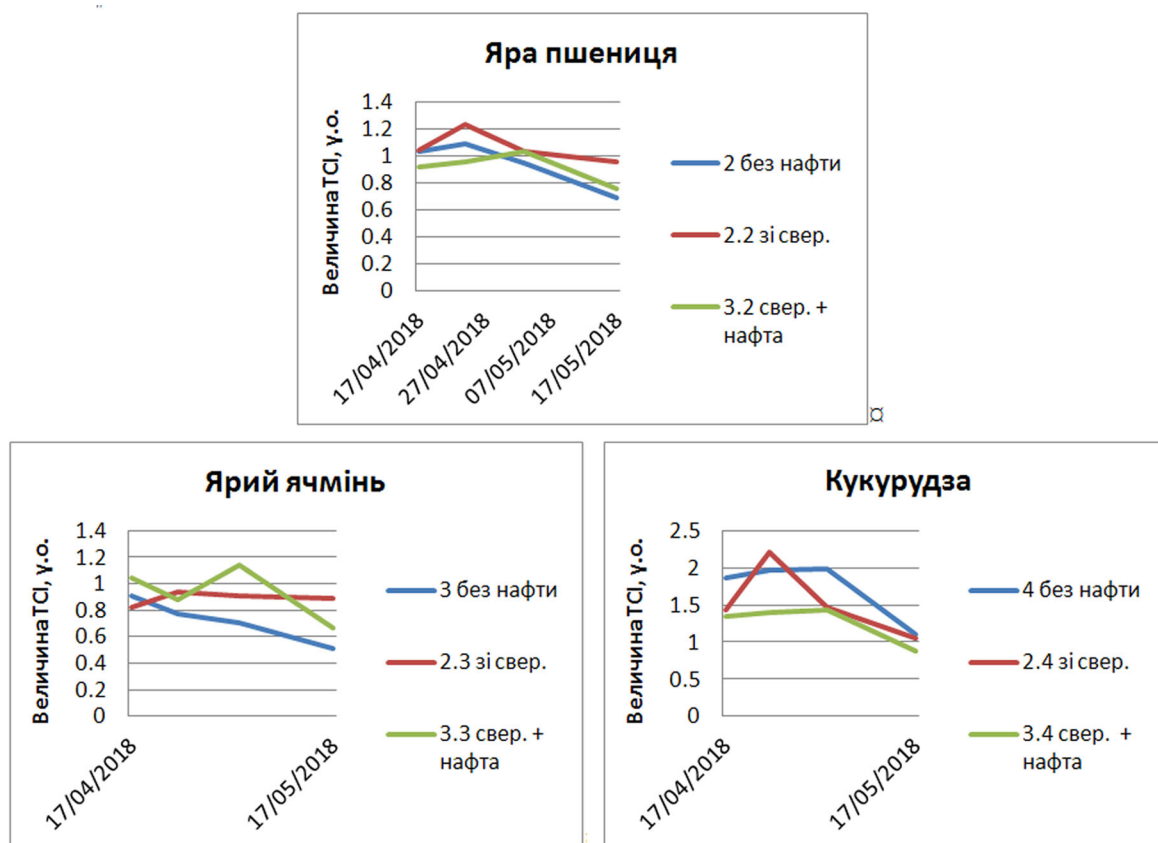 Яра пшениця
Величина TCI, у.о.
1.4
1.2
1
0.8
0.6
0.4
0.2
0
17/04/2018
27/04/2018
07/05/2018
17/05/2018
2 без нафти
2.2 зі свер.
3.2 свер. +
нафта
¤
Ярий ячмінь
Величина TCI, у.о.
1.4
1.2
1
0.8
0.6
0.4
0.2
0
17/04/2018
17/05/2018
3 без нафти
2.3 зі свер.
3.3 свер. +
нафта
Кукурудза
Величина TCI, у.о.
2.5
2
1.5
1
0.5
0
17/04/2018
17/05/2018
4 без нафти
2.4 зі свер.
3.4 свер. +
нафта